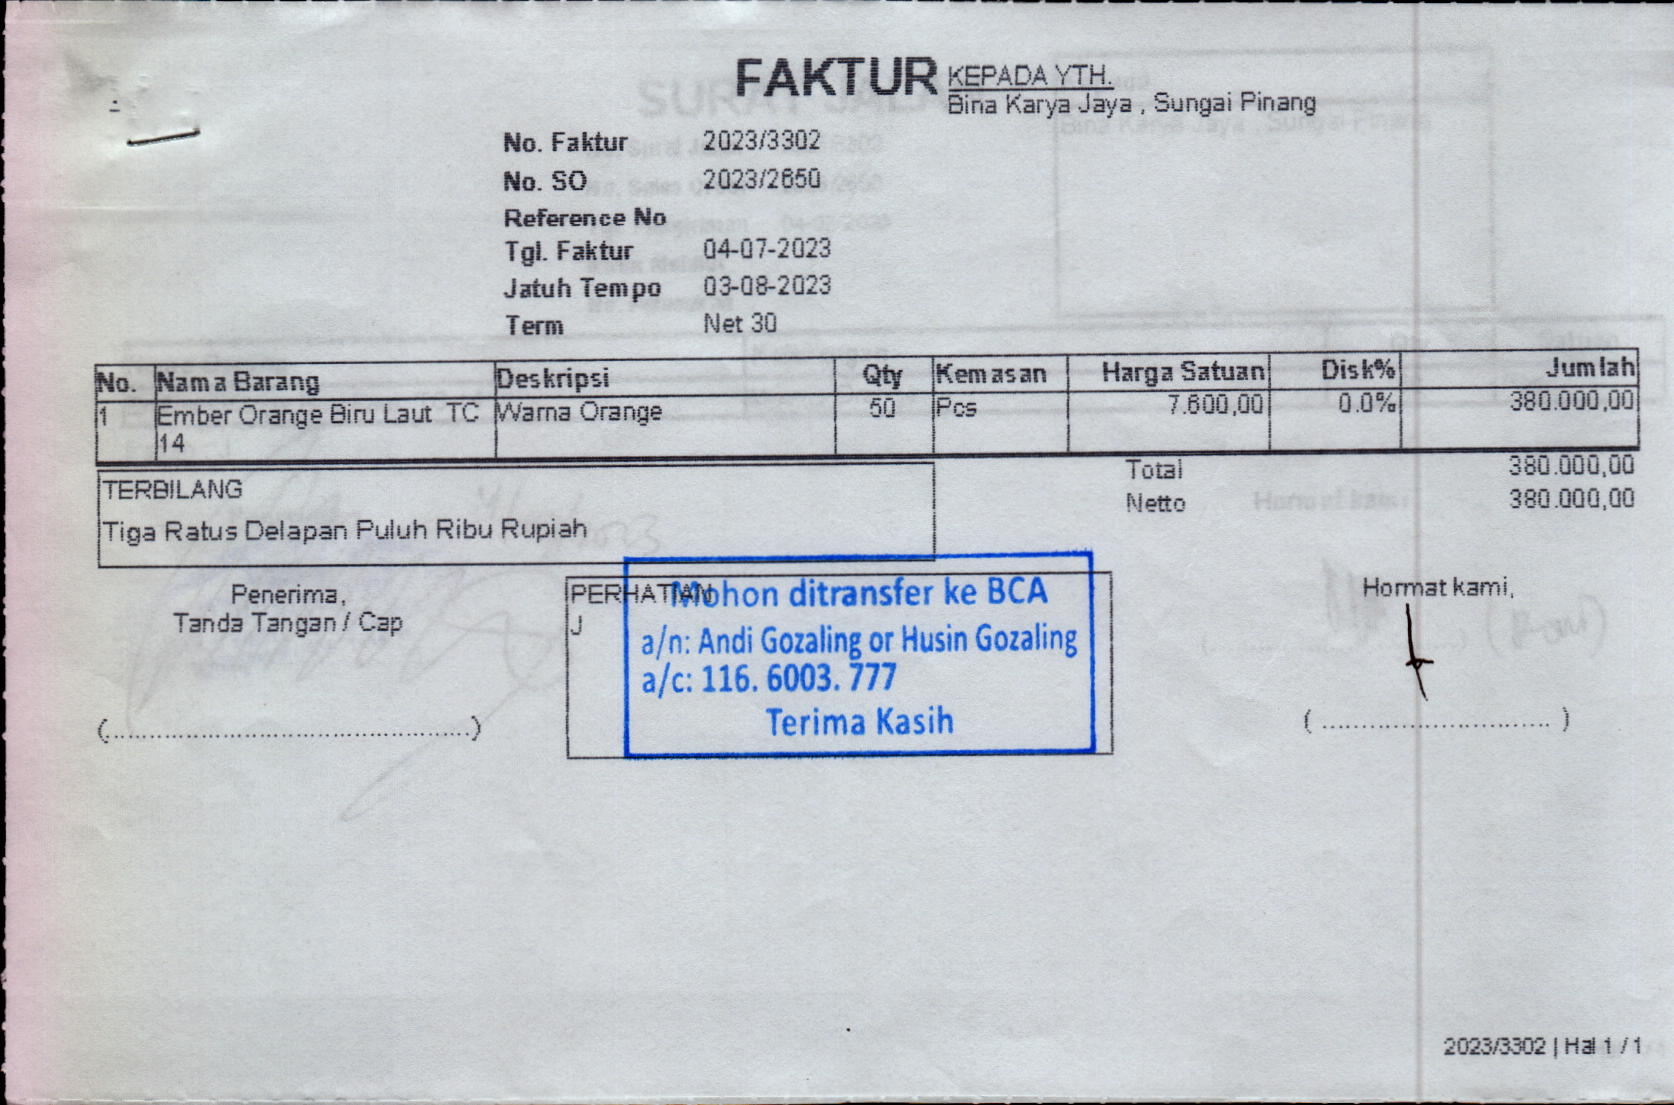 FAKTUR
KEPADA YTH.
Bina Karya Jaya , Sungai Pinang
No. Faktur 2023/3302
No. SO 2023/2650
Reference No
Tgl. Faktur 04-07-2023
Jatuh Tempo 03-08-2023
Term Net 30
No. Nama Barang Deskripsi Qty Kemasan Harga Satuan Disk% Jumlah
1 Ember Orange Biru Laut TC Warna Orange 50 Pcs 7.600,00 0.0% 380.000,00
14
Total 380.000,00
Netto 380.000,00
TERBILANG
Tiga Ratus Delapan Puluh Ribu Rupiah
Penerima,
Tanda Tangan / Cap
(................................................)
PERHATIAN
J
Mohon ditransfer ke BCA
a/n: Andi Gozaling or Husin Gozaling
a/c: 116. 6003. 777
Terima Kasih
Hormat kami,
( .............................. )
2023/3302 | Hal 1 / 1